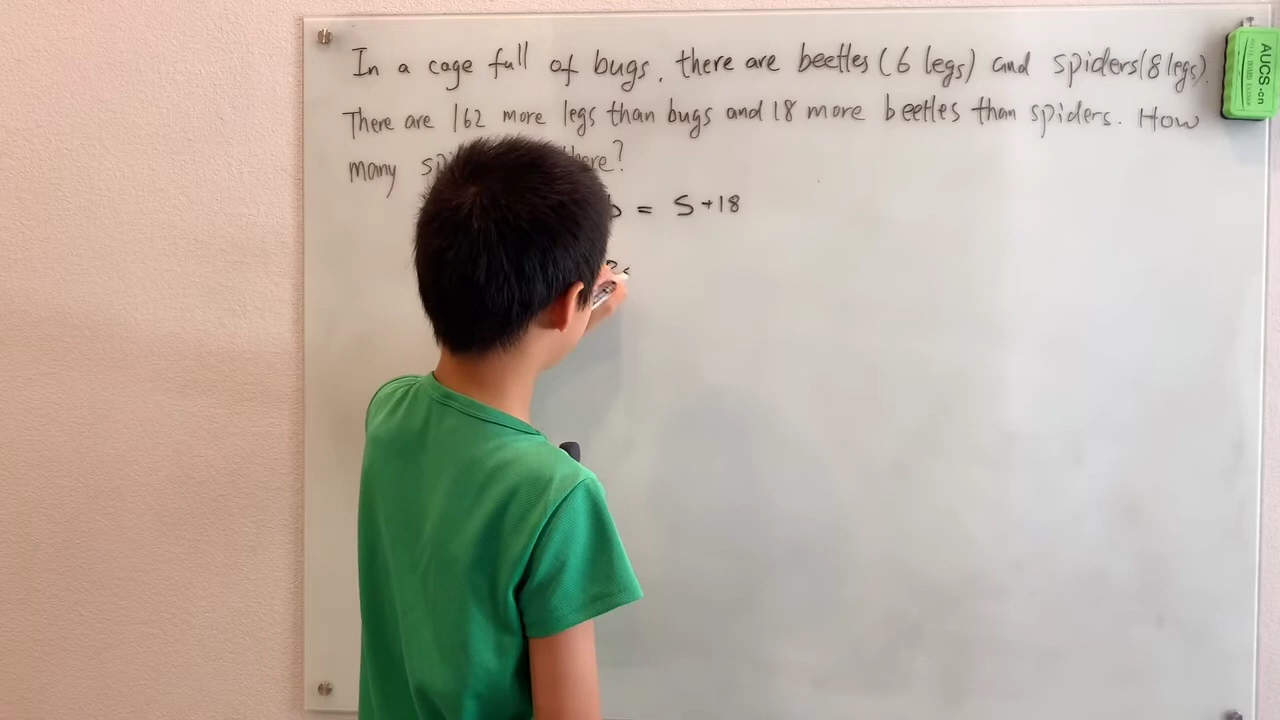 In a cage full of bugs, there are beetles (6 legs) and spiders (8 legs).
There are 162 more legs than bugs and 18 more beetles than spiders. How
many
= S+18
AUCS.cn